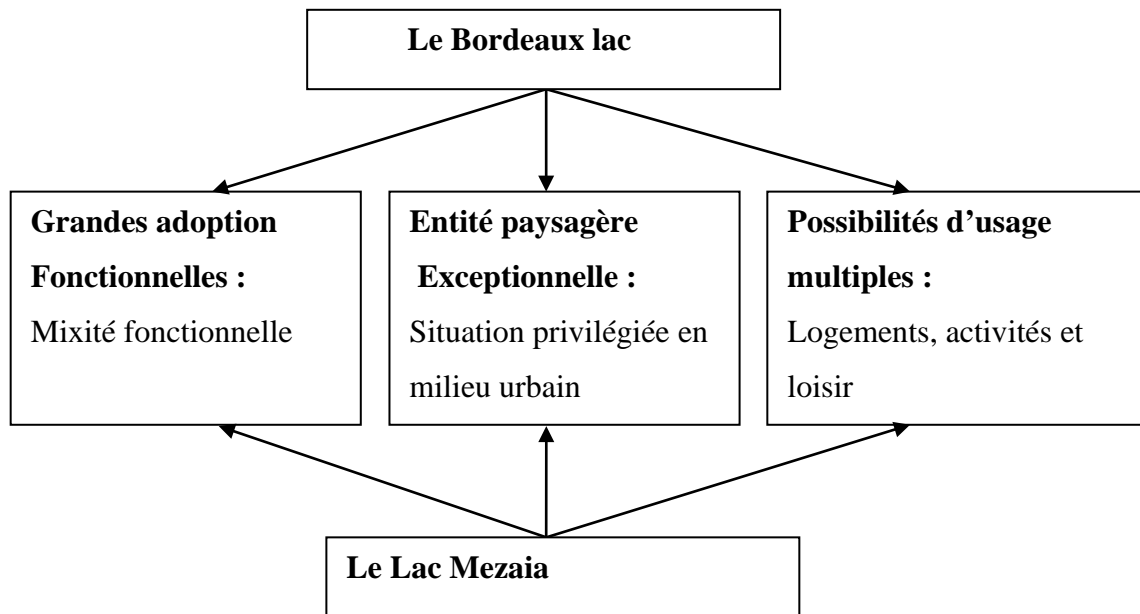 Le Bordeaux lac
Grandes adoption
Fonctionnelles :
Mixité fonctionnelle
Entité paysagère
Exceptionnelle :
Situation privilégiée en
milieu urbain
Possibilités d’usage
multiples :
Logements, activités et
loisir
Le Lac Mezaia